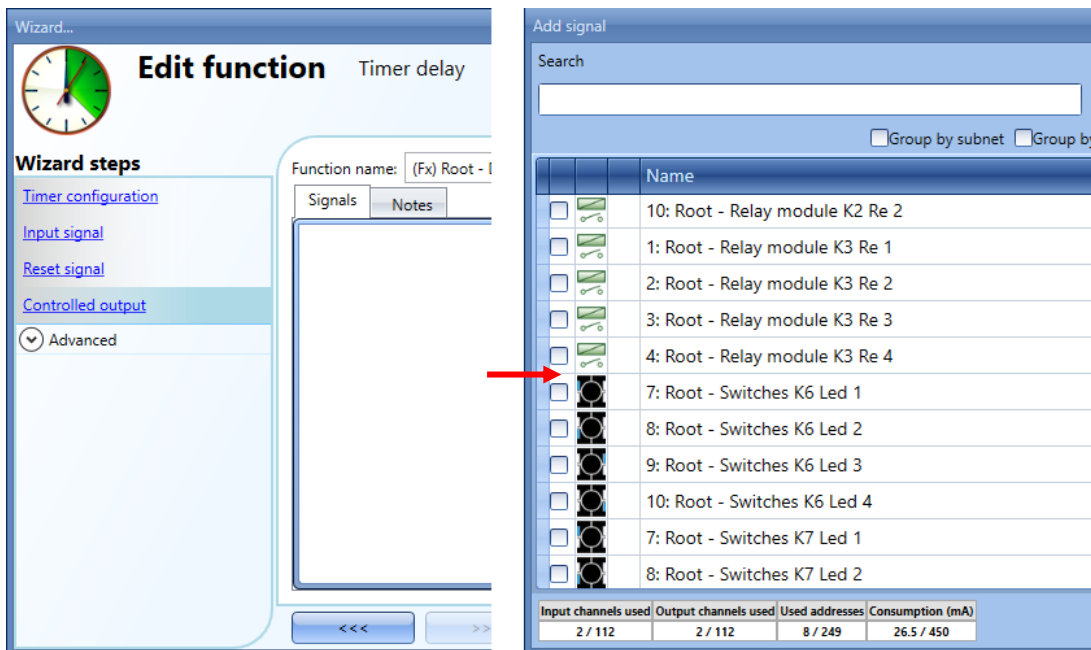 Wizard...
Edit function Timer delay
Wizard steps
Timer configuration
Input signal
Reset signal
Controlled output
Advanced
Function name: (Fx) Root -
Signals Notes
<<< >>
Add signal
Search
Group by subnet Group by
Name
10: Root - Relay module K2 Re 2
1: Root - Relay module K3 Re 1
2: Root - Relay module K3 Re 2
3: Root - Relay module K3 Re 3
4: Root - Relay module K3 Re 4
7: Root - Switches K6 Led 1
8: Root - Switches K6 Led 2
9: Root - Switches K6 Led 3
10: Root - Switches K6 Led 4
7: Root - Switches K7 Led 1
8: Root - Switches K7 Led 2
Input channels used Output channels used Used addresses Consumption (mA)
2 / 112 2 / 112 8 / 249 26.5 / 450